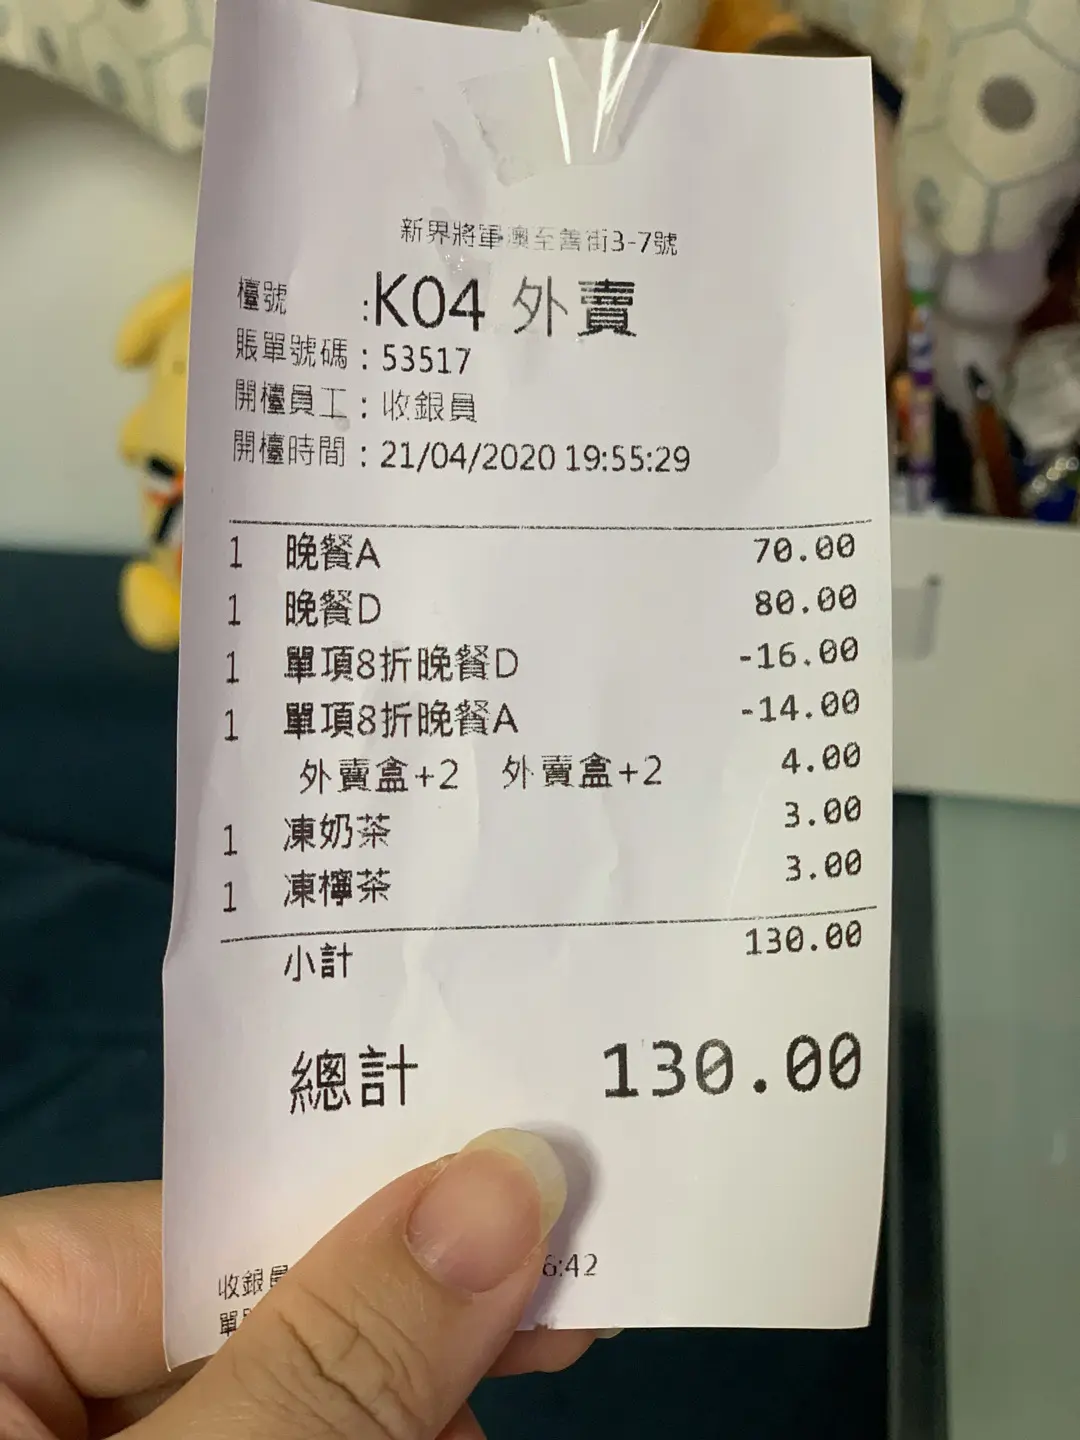 新界將軍澳至善街3-7號
檯號 :K04 外賣
賬單號碼 : 53517
開檯員工 : 收銀員
開檯時間 : 21/04/2020 19:55:29
1 晚餐A 70.00
1 晚餐D 80.00
1 單項8折晚餐D -16.00
1 單項8折晚餐A -14.00
外賣盒+2 外賣盒+2 4.00
1 凍奶茶 3.00
1 凍檸茶 3.00
小計 130.00
總計 130.00
收銀員 6:42
單